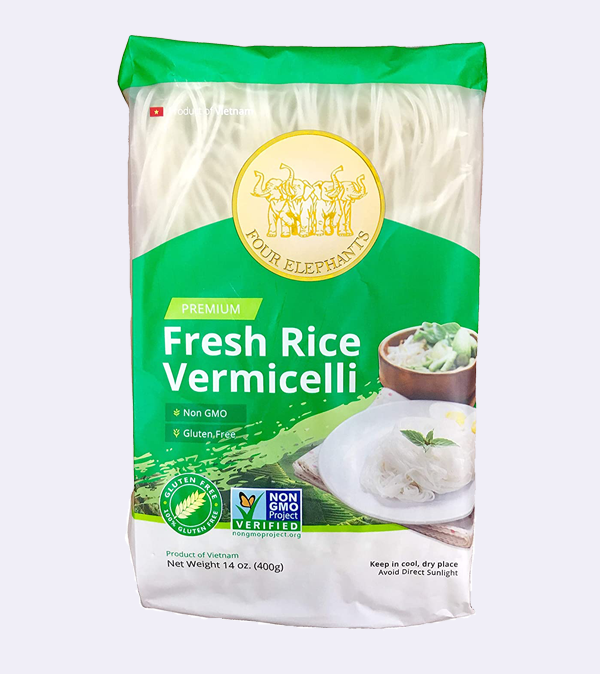 Product of Vietnam
FOUR ELEPHANTS
PREMIUM
Fresh Rice
Vermicelli
Non GMO
Gluten,Free
GLUTEN FREE
100% GLUTEN FREE
NON
GMO
Project
VERIFIED
nongmoproject.org
Product of Vietnam
Net Weight 14 oz. (400g)
Keep in cool, dry place
Avoid Direct Sunlight